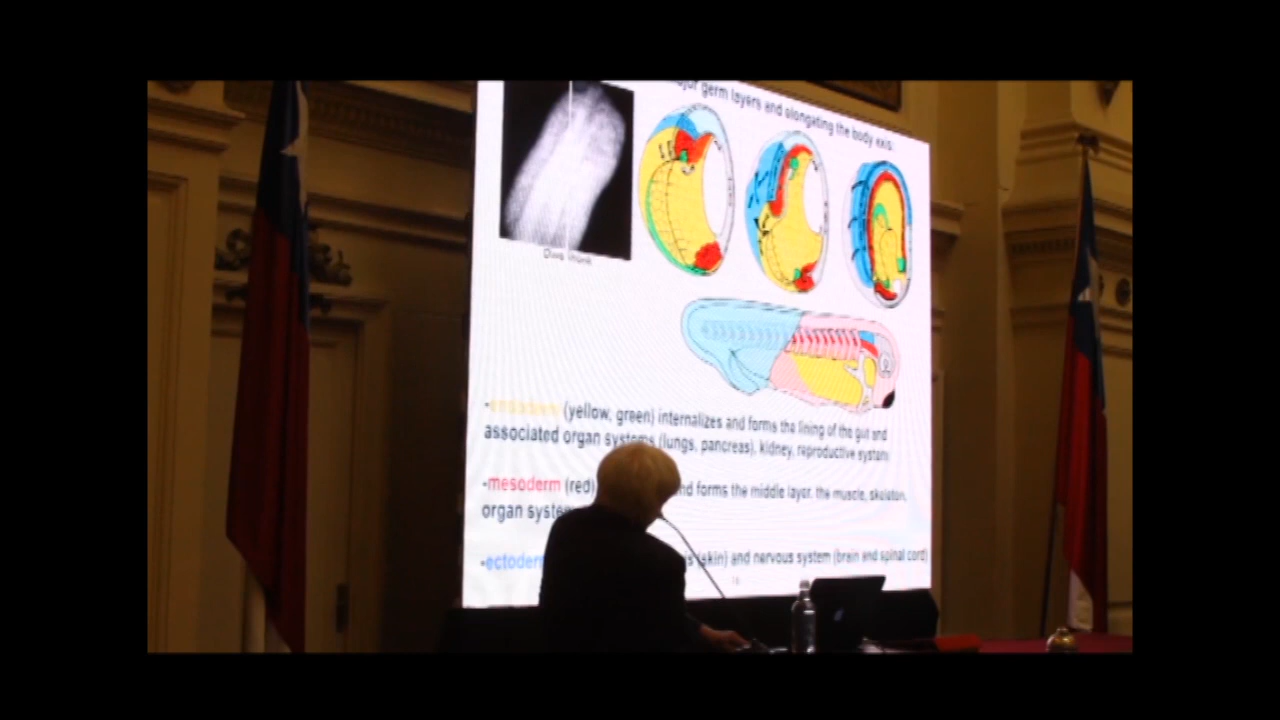 germ layers and elongating the body axis
-endoderm (yellow, green) internalizes and forms the lining of the gut and
associated organ systems (lungs, pancreas), kidney, reproductive system
-mesoderm (red) and forms the middle layer, the muscle, skeleton,
organ
-ectoderm (skin) and nervous system (brain and spinal cord)